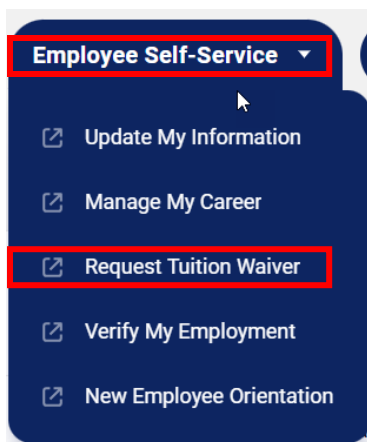 Employee Self-Service
Update My Information
Manage My Career
Request Tuition Waiver
Verify My Employment
New Employee Orientation